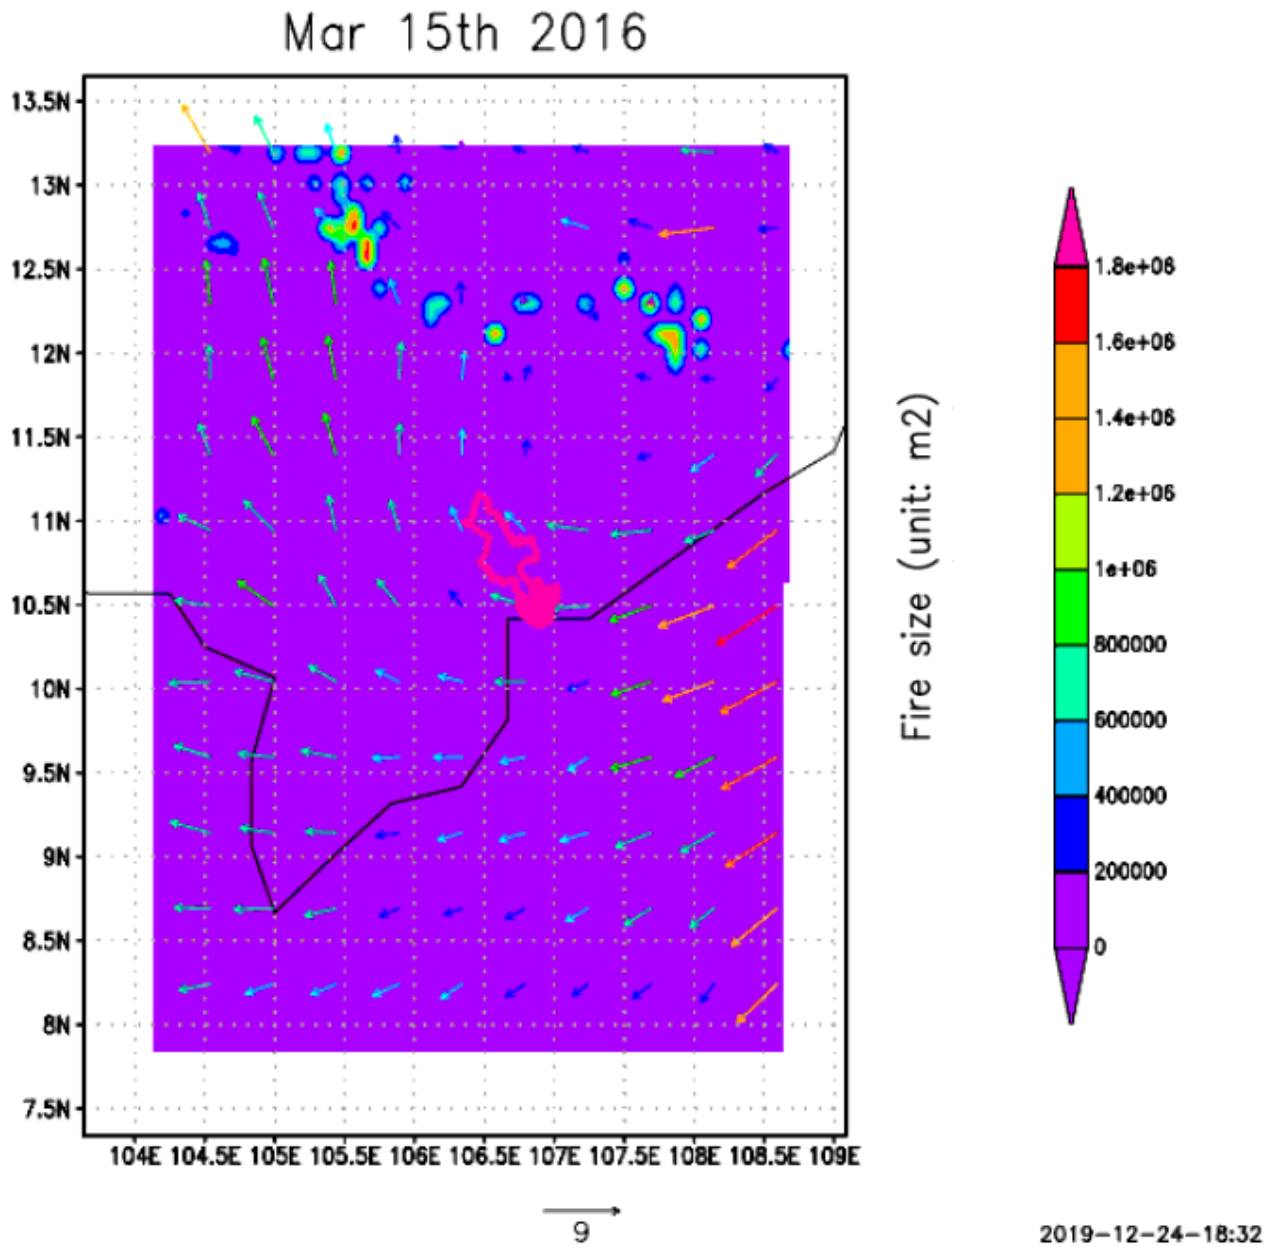 Mar 15th 2016
13.5N
13N
12.5N
12N
11.5N
11N
10.5N
10N
9.5N
9N
8.5N
8N
7.5N
104E 104.5E 105E 105.5E 106E 106.5E 107E 107.5E 108E 108.5E 109E
9
Fire size (unit: m2)
1.8e+06
1.6e+06
1.4e+06
1.2e+06
1e+06
800000
600000
400000
200000
0
2019-12-24-18:32